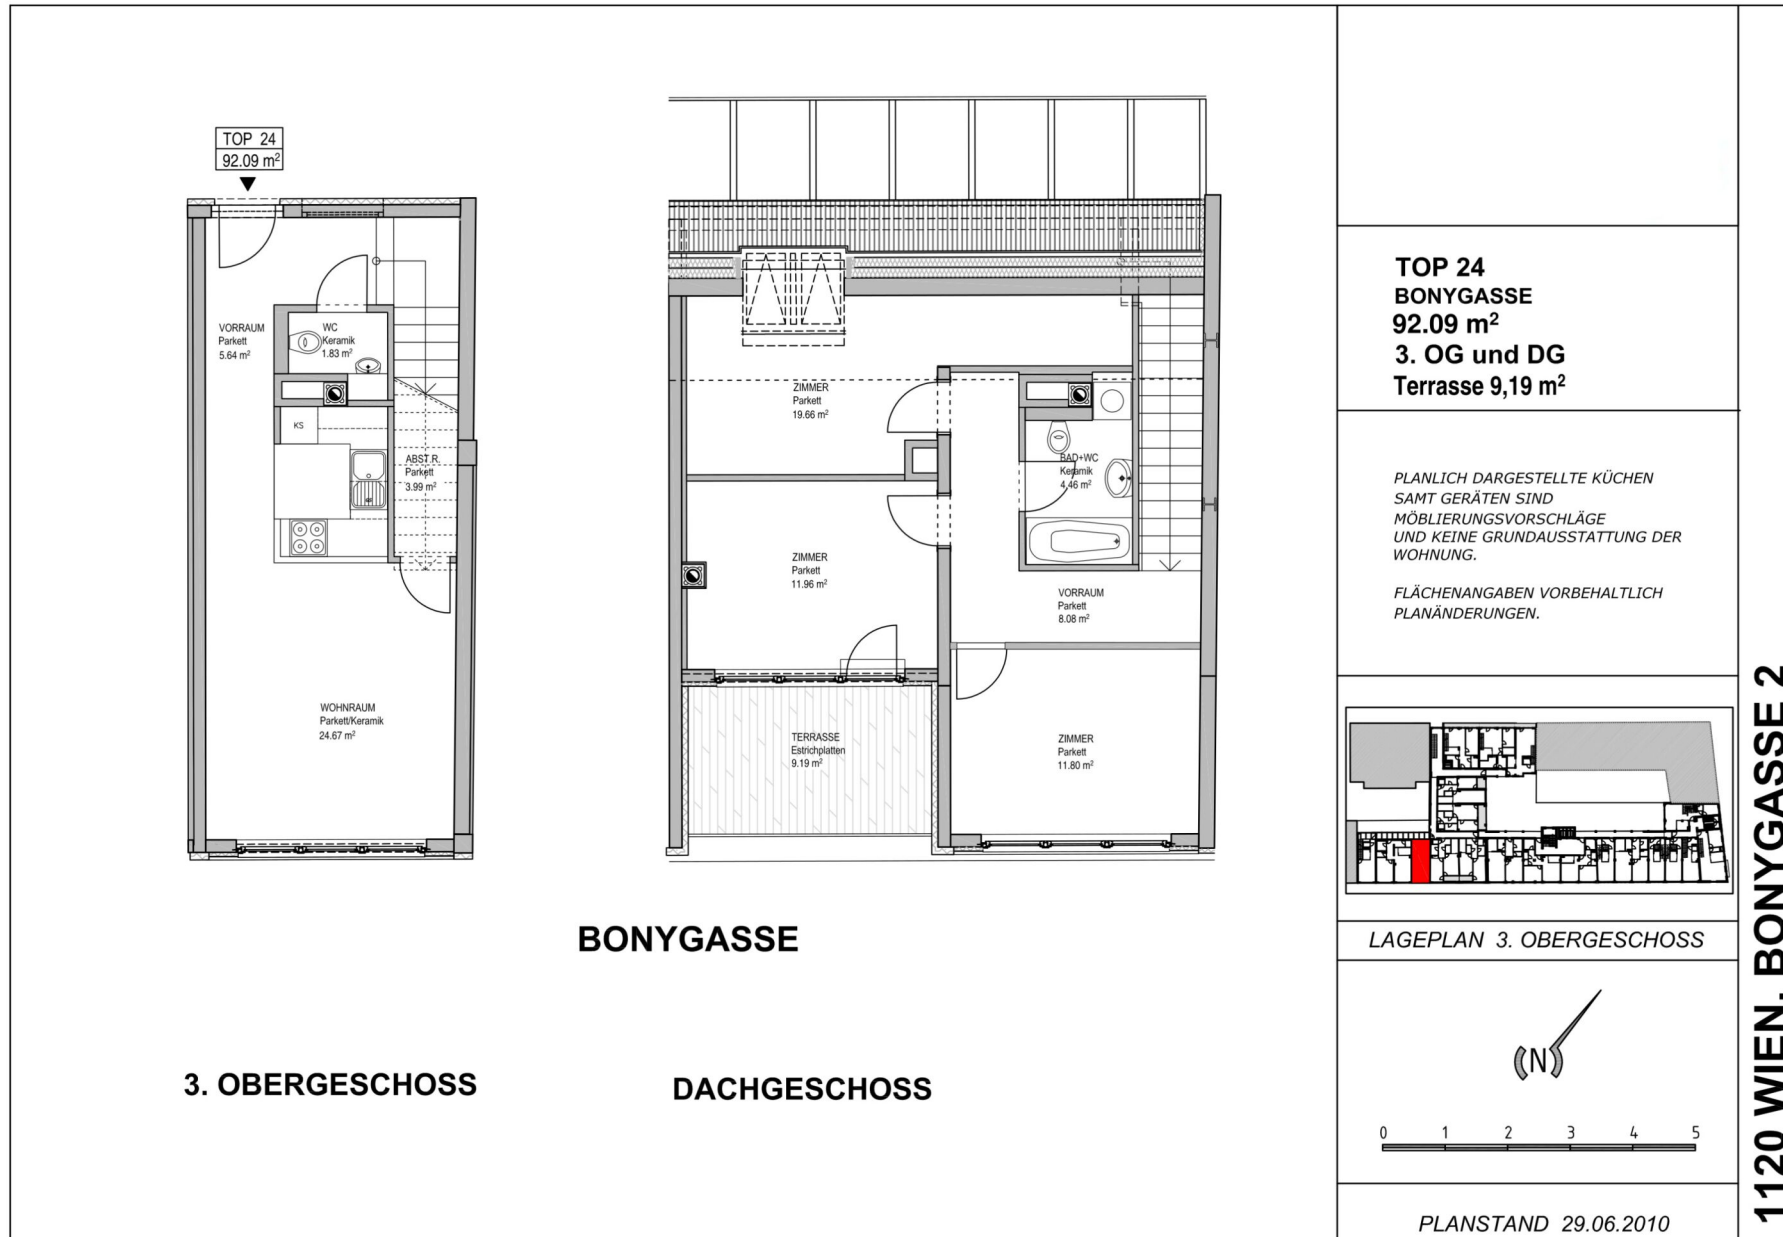 TOP 24
92.09 m²
VORRAUM
Parkett
5.64 m²
WC
Keramik
1.83 m²
KS
ABST.R.
Parkett
3.99 m²
GS
WOHNRAUM
Parkett/Keramik
24.67 m²
ZIMMER
Parkett
19.66 m²
BAD+WC
Keramik
4.46 m²
ZIMMER
Parkett
11.96 m²
VORRAUM
Parkett
8.08 m²
TERRASSE
Estrichplatten
9.19 m²
ZIMMER
Parkett
11.80 m²
BONYGASSE
3. OBERGESCHOSS
DACHGESCHOSS
TOP 24
BONYGASSE
92.09 m²
3. OG und DG
Terrasse 9,19 m²
PLANLICH DARGESTELLTE KÜCHEN
SAMT GERÄTEN SIND
MÖBLIERUNGSVORSCHLÄGE
UND KEINE GRUNDAUSSTATTUNG DER
WOHNUNG.
FLÄCHENANGABEN VORBEHALTLICH
PLANÄNDERUNGEN.
LAGEPLAN 3. OBERGESCHOSS
(N)
0 1 2 3 4 5
PLANSTAND 29.06.2010
1120 WIEN, BONYGASSE 2